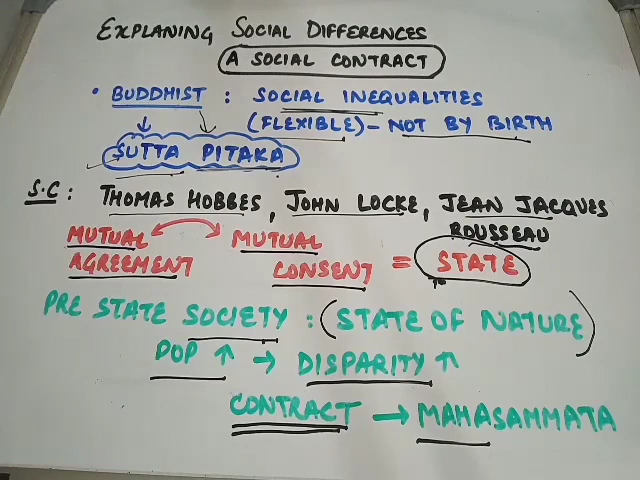 EXPLANING SOCIAL DIFFERENCES
A SOCIAL CONTRACT
• BUDDHIST : SOCIAL INEQUALITIES
(FLEXIBLE) - NOT BY BIRTH
SUTTA PITAKA
S.C : THOMAS HOBBES, JOHN LOCKE, JEAN JACQUES
ROUSSEAU
MUTUAL MUTUAL
AGREEMENT CONSENT = STATE
PRE STATE SOCIETY : (STATE OF NATURE)
POP ↑ → DISPARITY ↑
CONTRACT → MAHASAMMATA